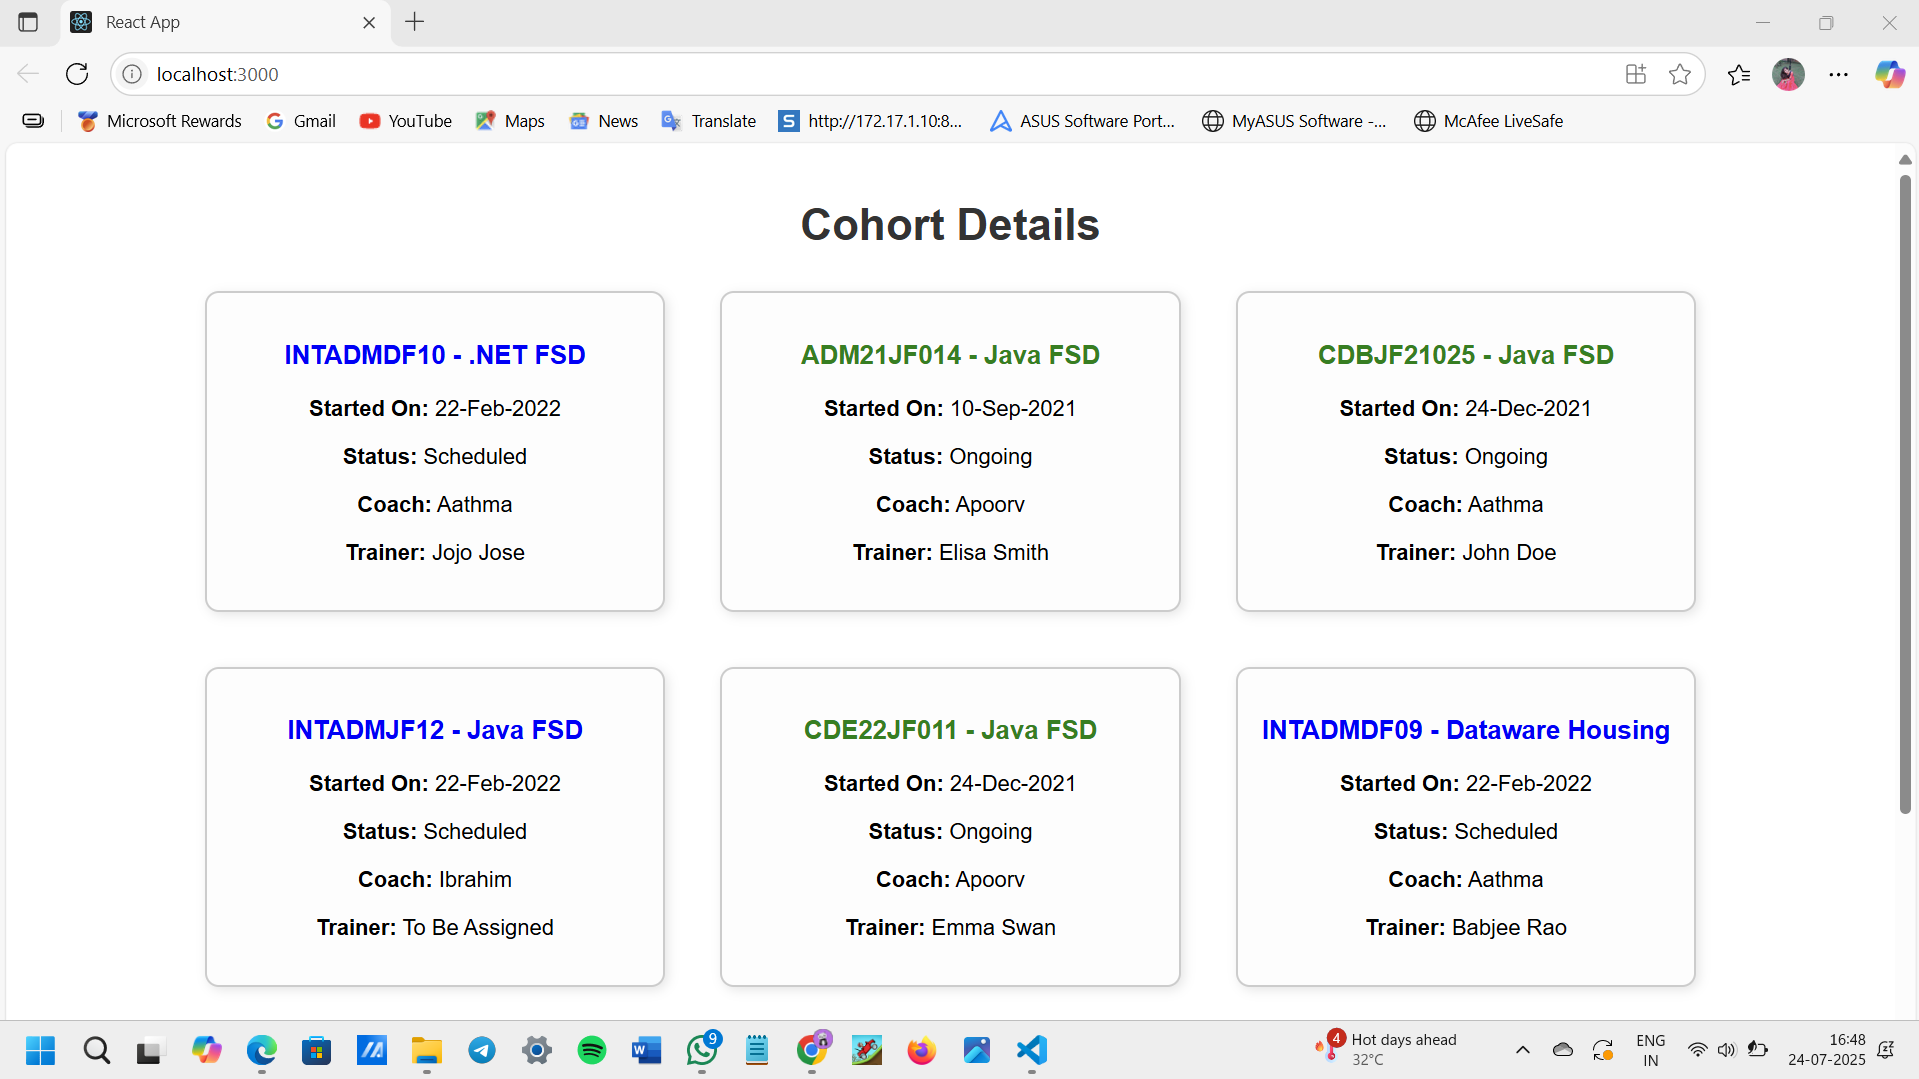 React App
localhost:3000
Microsoft Rewards
Gmail
YouTube
Maps
News
Translate
http://172.17.1.10:8...
ASUS Software Port...
MyASUS Software -...
McAfee LiveSafe
Cohort Details
INTADMDF10 - .NET FSD
Started On: 22-Feb-2022
Status: Scheduled
Coach: Aathma
Trainer: Jojo Jose
ADM21JF014 - Java FSD
Started On: 10-Sep-2021
Status: Ongoing
Coach: Apoorv
Trainer: Elisa Smith
CDBJF21025 - Java FSD
Started On: 24-Dec-2021
Status: Ongoing
Coach: Aathma
Trainer: John Doe
INTADMJF12 - Java FSD
Started On: 22-Feb-2022
Status: Scheduled
Coach: Ibrahim
Trainer: To Be Assigned
CDE22JF011 - Java FSD
Started On: 24-Dec-2021
Status: Ongoing
Coach: Apoorv
Trainer: Emma Swan
INTADMDF09 - Dataware Housing
Started On: 22-Feb-2022
Status: Scheduled
Coach: Aathma
Trainer: Babjee Rao
9
4
Hot days ahead
32°C
ENG
IN
16:48
24-07-2025